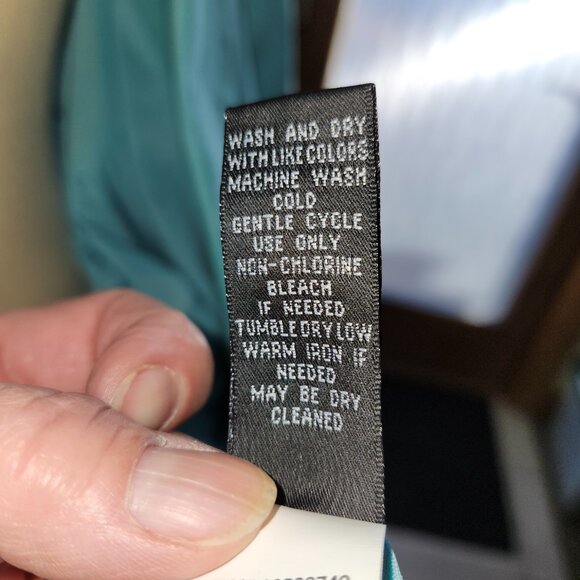 WASH AND DRY
WITH LIKE COLORS
MACHINE WASH
COLD
GENTLE CYCLE
USE ONLY
NON-CHLORINE
BLEACH
IF NEEDED
TUMBLE DRY LOW
WARM IRON IF
NEEDED
MAY BE DRY
CLEANED